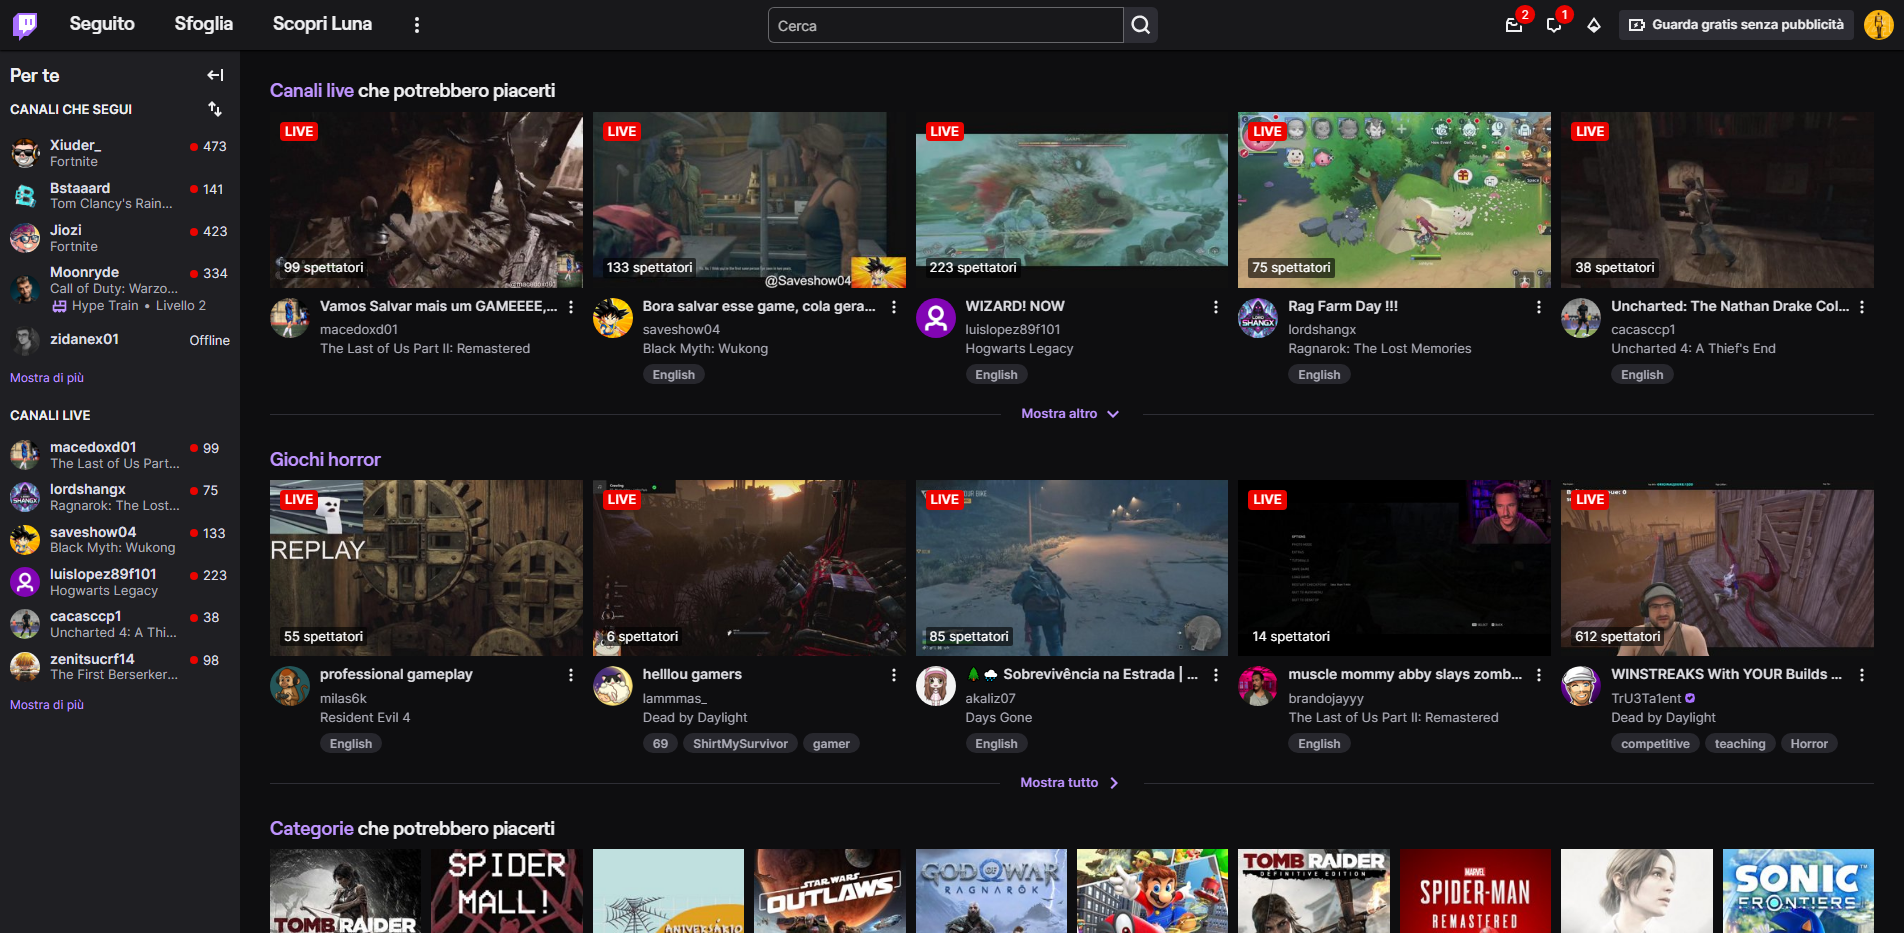 Seguito
Sfoglia
Scopri Luna
Cerca
2
1
Guarda gratis senza pubblicità
Per te
CANALI CHE SEGUI
Xiuder_
473
Fortnite
Bstaaard
141
Tom Clancy's Rain...
Jiozi
423
Fortnite
Moonryde
334
Call of Duty: Warzo...
Hype Train • Livello 2
zidanex01
Offline
Mostra di più
CANALI LIVE
macedoxd01
99
The Last of Us Part...
lordshangx
75
Ragnarok: The Lost...
saveshow04
133
Black Myth: Wukong
luislopez89f101
223
Hogwarts Legacy
cacasccp1
38
Uncharted 4: A Thi...
zenitsucrf14
98
The First Berserker...
Mostra di più
Canali live che potrebbero piacerti
LIVE
99 spettatori
@macedoxd01
Vamos Salvar mais um GAMEEEE,...
macedoxd01
The Last of Us Part II: Remastered
LIVE
133 spettatori
@Saveshow04
Bora salvar esse game, cola gera...
saveshow04
Black Myth: Wukong
English
LIVE
223 spettatori
WIZARD! NOW
luislopez89f101
Hogwarts Legacy
English
LIVE
75 spettatori
Rag Farm Day !!!
lordshangx
Ragnarok: The Lost Memories
English
LIVE
38 spettatori
Uncharted: The Nathan Drake Col...
cacasccp1
Uncharted 4: A Thief's End
English
Mostra altro
Giochi horror
LIVE
REPLAY
55 spettatori
professional gameplay
milas6k
Resident Evil 4
English
LIVE
6 spettatori
helllou gamers
lammmas_
Dead by Daylight
69
ShirtMySurvivor
gamer
LIVE
85 spettatori
Sobrevivência na Estrada | ...
akaliz07
Days Gone
English
LIVE
14 spettatori
muscle mommy abby slays zomb...
brandojayyy
The Last of Us Part II: Remastered
English
LIVE
612 spettatori
WINSTREAKS With YOUR Builds ...
TrU3Ta1ent
Dead by Daylight
competitive
teaching
Horror
Mostra tutto
Categorie che potrebbero piacerti
TOMB RAIDER
SPIDER
MALL!
ANIVERSÁRIO
STAR WARS
OUTLAWS
GOD OF WAR
RAGNARÖK
TOMB RAIDER
DEFINITIVE EDITION
MARVEL
SPIDER-MAN
REMASTERED
SONIC
FRONTIERS